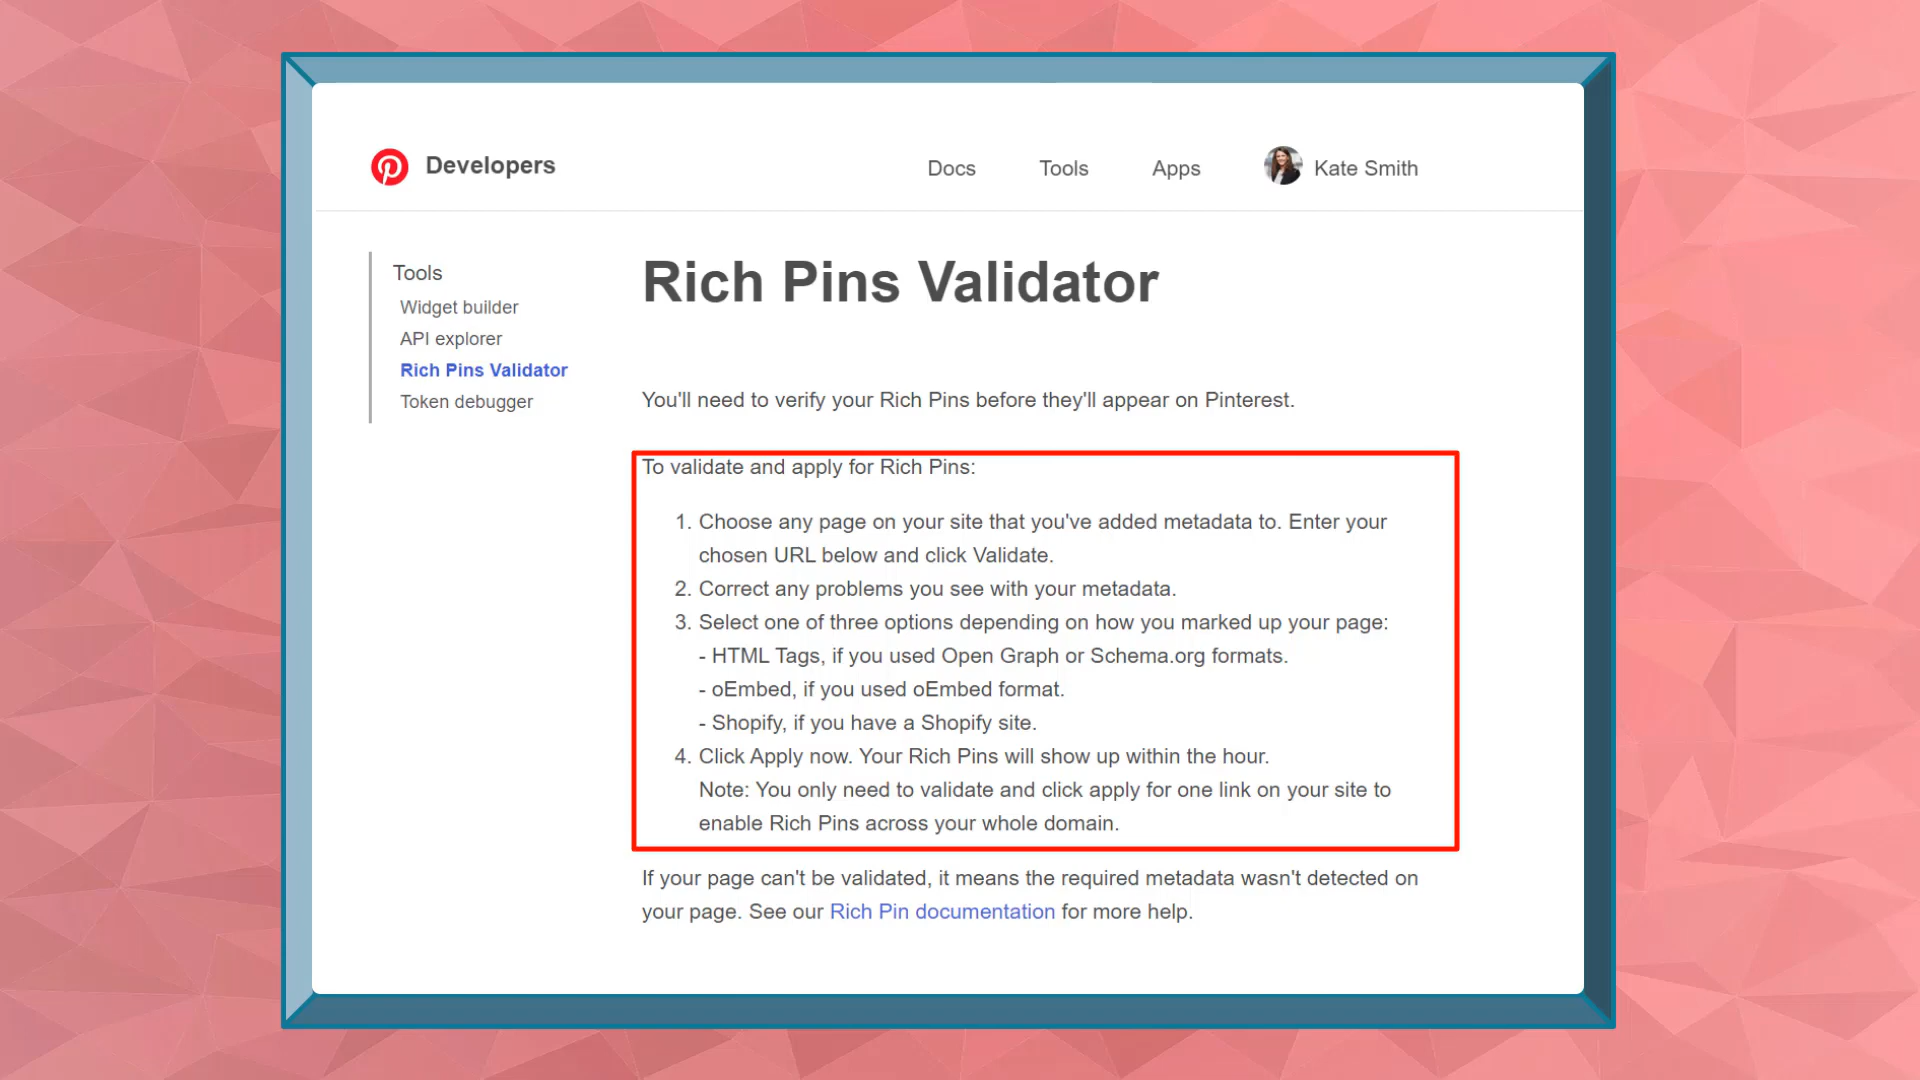 Developers
Docs
Tools
Apps
Kate Smith
Tools
Widget builder
API explorer
Rich Pins Validator
Token debugger
Rich Pins Validator
You'll need to verify your Rich Pins before they'll appear on Pinterest.
To validate and apply for Rich Pins:
1. Choose any page on your site that you've added metadata to. Enter your
chosen URL below and click Validate.
2. Correct any problems you see with your metadada.
3. Select one of three options depending on how you marked up your page:
- HTML Tags, if you used Open Graph or Schema.org formats.
- oEmbed, if you used oEmbed format.
- Shopify, if you have a Shopify site.
4. Click Apply now. Your Rich Pins will show up within the hour.
Note: You only need to validate and click apply for one link on your site to
enable Rich Pins across your whole domain.
If your page can't be validated, it means the required metadata wasn't detected on
your page. See our Rich Pin documentation for more help.